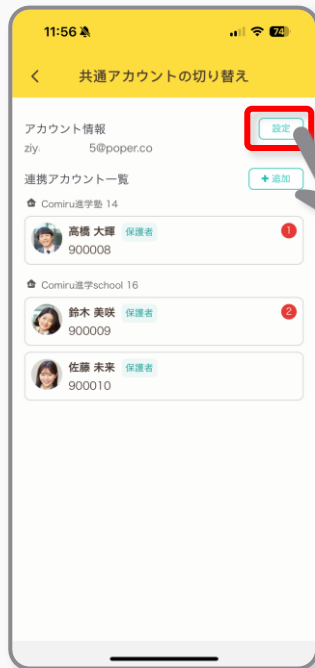 11:56
74
共通アカウントの切り替え
アカウント情報
設定
ziy. 5@poper.co
連携アカウント一覧
+ 追加
Comiru進学塾 14
高橋 大輝 保護者
1
900008
Comiru進学school 16
鈴木 美咲 保護者
2
900009
佐藤 未来 保護者
900010